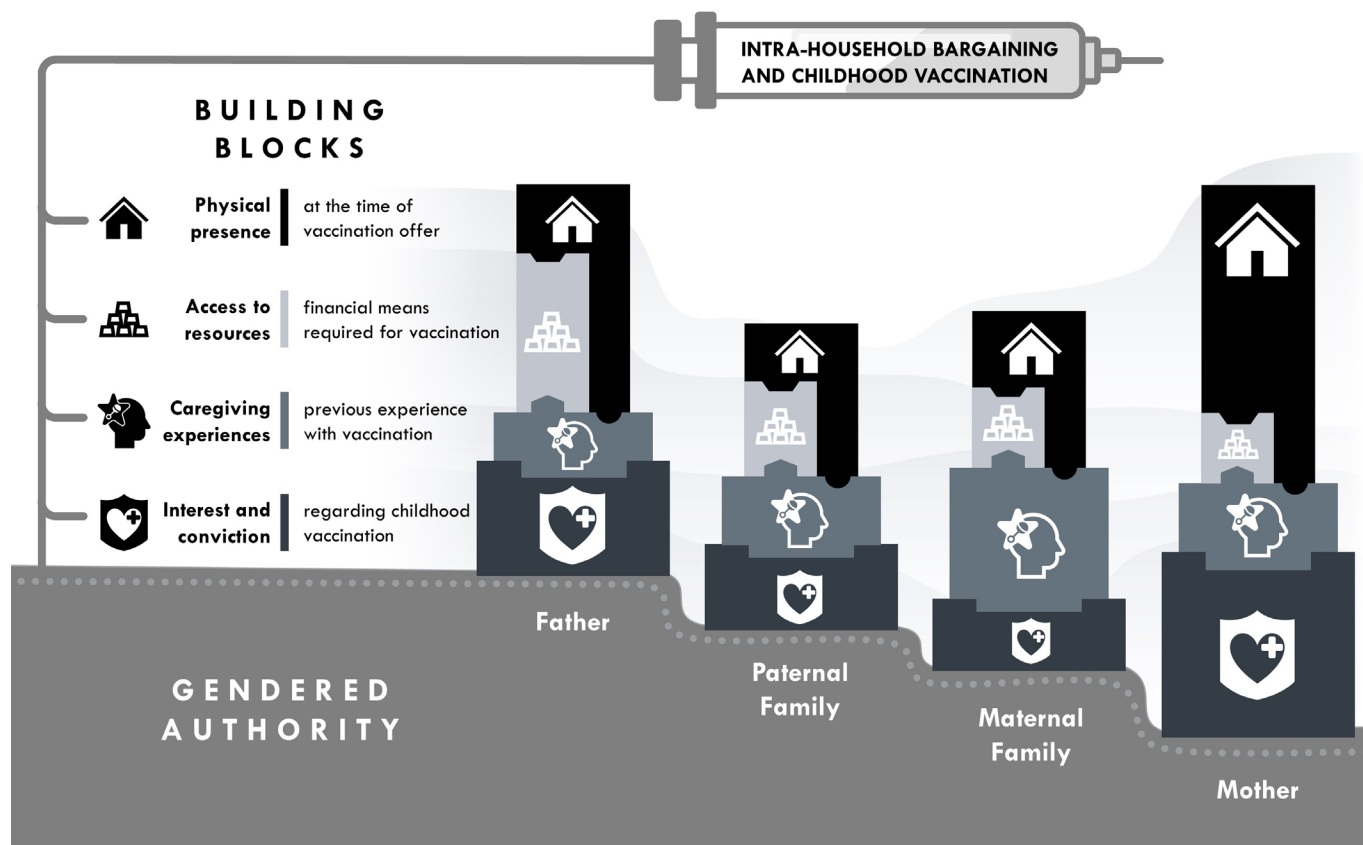 INTRA-HOUSEHOLD BARGAINING
AND CHILDHOOD VACCINATION
BUILDING
BLOCKS
Physical
presence
at the time of
vaccination offer
Access to
resources
financial means
required for vaccination
Caregiving
experiences
previous experience
with vaccination
Interest and
conviction
regarding childhood
vaccination
Father
Paternal
Family
Maternal
Family
Mother
GENDERED
AUTHORITY